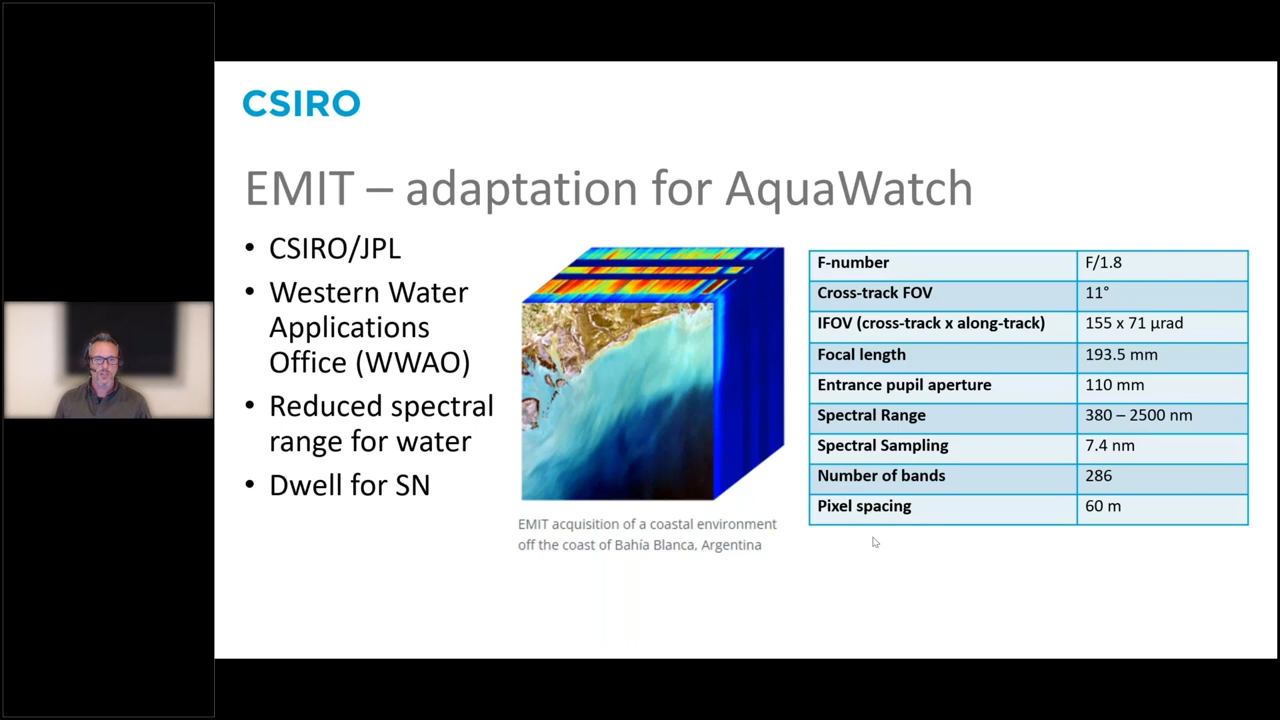 CSIRO
EMIT – adaptation for AquaWatch
• CSIRO/JPL
• Western Water
Applications
Office (WWAO)
• Reduced spectral
range for water
• Dwell for SN
EMIT acquisition of a coastal environment
off the coast of Bahía Blanca, Argentina
F-number F/1.8
Cross-track FOV 11°
IFOV (cross-track x along-track) 155 x 71 µrad
Focal length 193.5 mm
Entrance pupil aperture 110 mm
Spectral Range 380 – 2500 nm
Spectral Sampling 7.4 nm
Number of bands 286
Pixel spacing 60 m